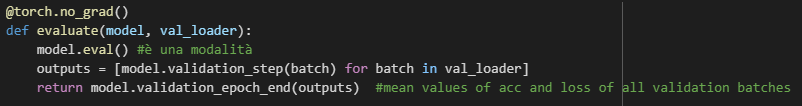 @torch.no_grad()
def evaluate(model, val_loader):
    model.eval() #è una modalità
    outputs = [model.validation_step(batch) for batch in val_loader]
    return model.validation_epoch_end(outputs)  #mean values of acc and loss of all validation batches